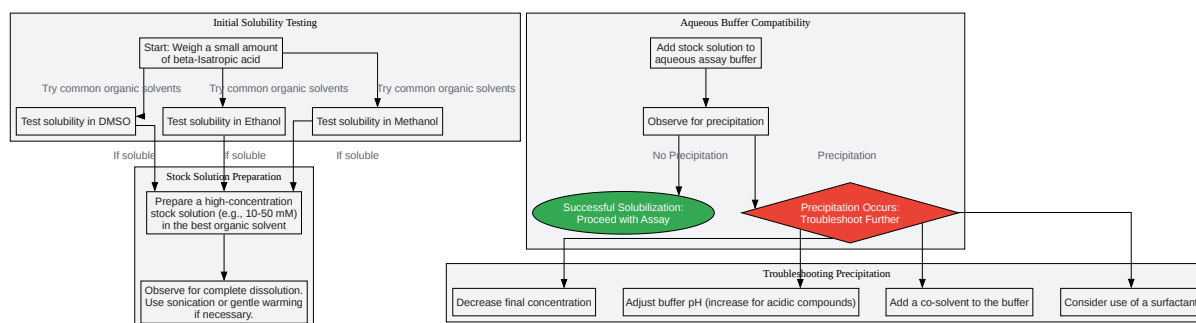 Initial Solubility Testing
Start: Weigh a small amount
of beta-Isatropic acid
Try common organic solvents
Try common organic solvents
Try common organic solvents
Test solubility in DMSO
Test solubility in Ethanol
Test solubility in Methanol
If soluble
If soluble
If soluble
Stock Solution Preparation
Prepare a high-concentration
stock solution (e.g., 10-50 mM)
in the best organic solvent
Observe for complete dissolution.
Use sonication or gentle warming
if necessary.
Aqueous Buffer Compatibility
Add stock solution to
aqueous assay buffer
Observe for precipitation
No Precipitation
Precipitation
Successful Solubilization:
Proceed with Assay
Precipitation Occurs:
Troubleshoot Further
Troubleshooting Precipitation
Decrease final concentration
Adjust buffer pH (increase for acidic compounds)
Add a co-solvent to the buffer
Consider use of a surfactant